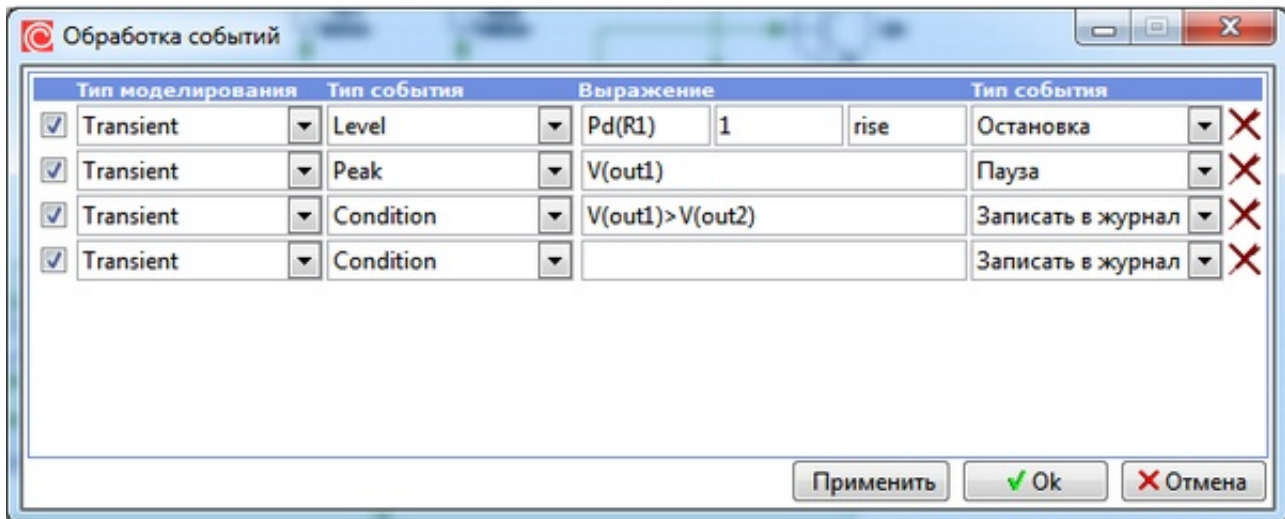 Обработка событий
Тип моделирования Тип события Выражение Тип события
Transient Level Pd(R1) 1 rise Остановка
Transient Peak V(out1) Пауза
Transient Condition V(out1)>V(out2) Записать в журнал
Transient Condition Записать в журнал
Применить Ok Отмена